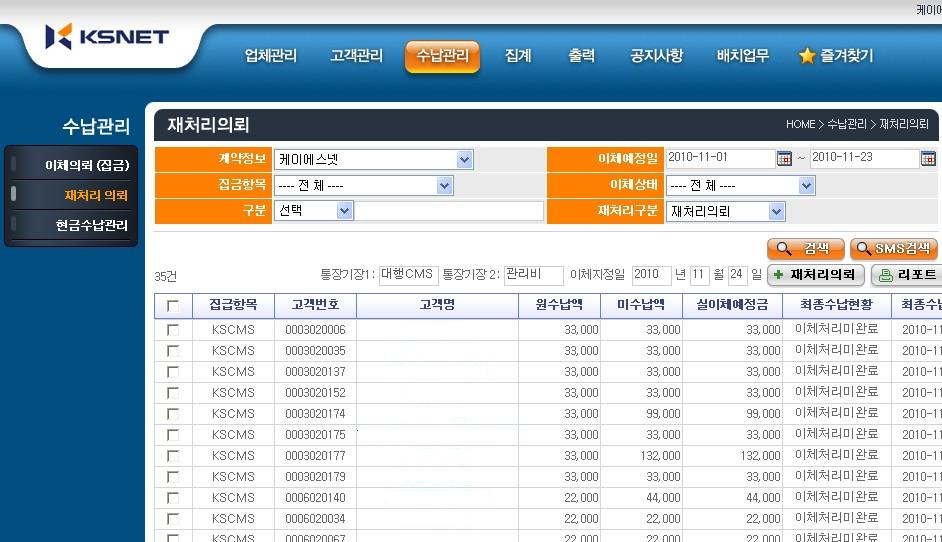 케이에
KSNET
업체관리 고객관리 수납관리 집계 출력 공지사항 배치업무 즐겨찾기
수납관리
이체의뢰 (집금)
재처리 의뢰
현금수납관리
재처리의뢰 HOME > 수납관리 > 재처리의뢰
계약정보 케이에스넷 이체예정일 2010-11-01 ~ 2010-11-23
집금항목 ---- 전 체 ---- 이체상태 ---- 전 체 ----
구분 선택 재처리구분 재처리의뢰
검색 SMS검색
35건 통장기장1: 대행CMS 통장기장 2: 관리비 이체지정일 2010 년 11 월 24 일 재처리의뢰 리포트
집금항목 고객번호 고객명 원수납액 미수납액 실이체예정금 최종수납현황 최종수납
KSCMS 0003020006 33,000 33,000 33,000 이체처리미완료 2010-11
KSCMS 0003020035 33,000 33,000 33,000 이체처리미완료 2010-11
KSCMS 0003020137 33,000 33,000 33,000 이체처리미완료 2010-11
KSCMS 0003020152 33,000 33,000 33,000 이체처리미완료 2010-11
KSCMS 0003020174 33,000 99,000 99,000 이체처리미완료 2010-11
KSCMS 0003020175 33,000 33,000 33,000 이체처리미완료 2010-11
KSCMS 0003020177 33,000 132,000 132,000 이체처리미완료 2010-11
KSCMS 0003020179 33,000 33,000 33,000 이체처리미완료 2010-11
KSCMS 0006020140 22,000 44,000 44,000 이체처리미완료 2010-11
KSCMS 0006020034 22,000 22,000 22,000 이체처리미완료 2010-11
KSCMS 0006020067 22,000 22,000 22,000 이체처리미완료 2010-11